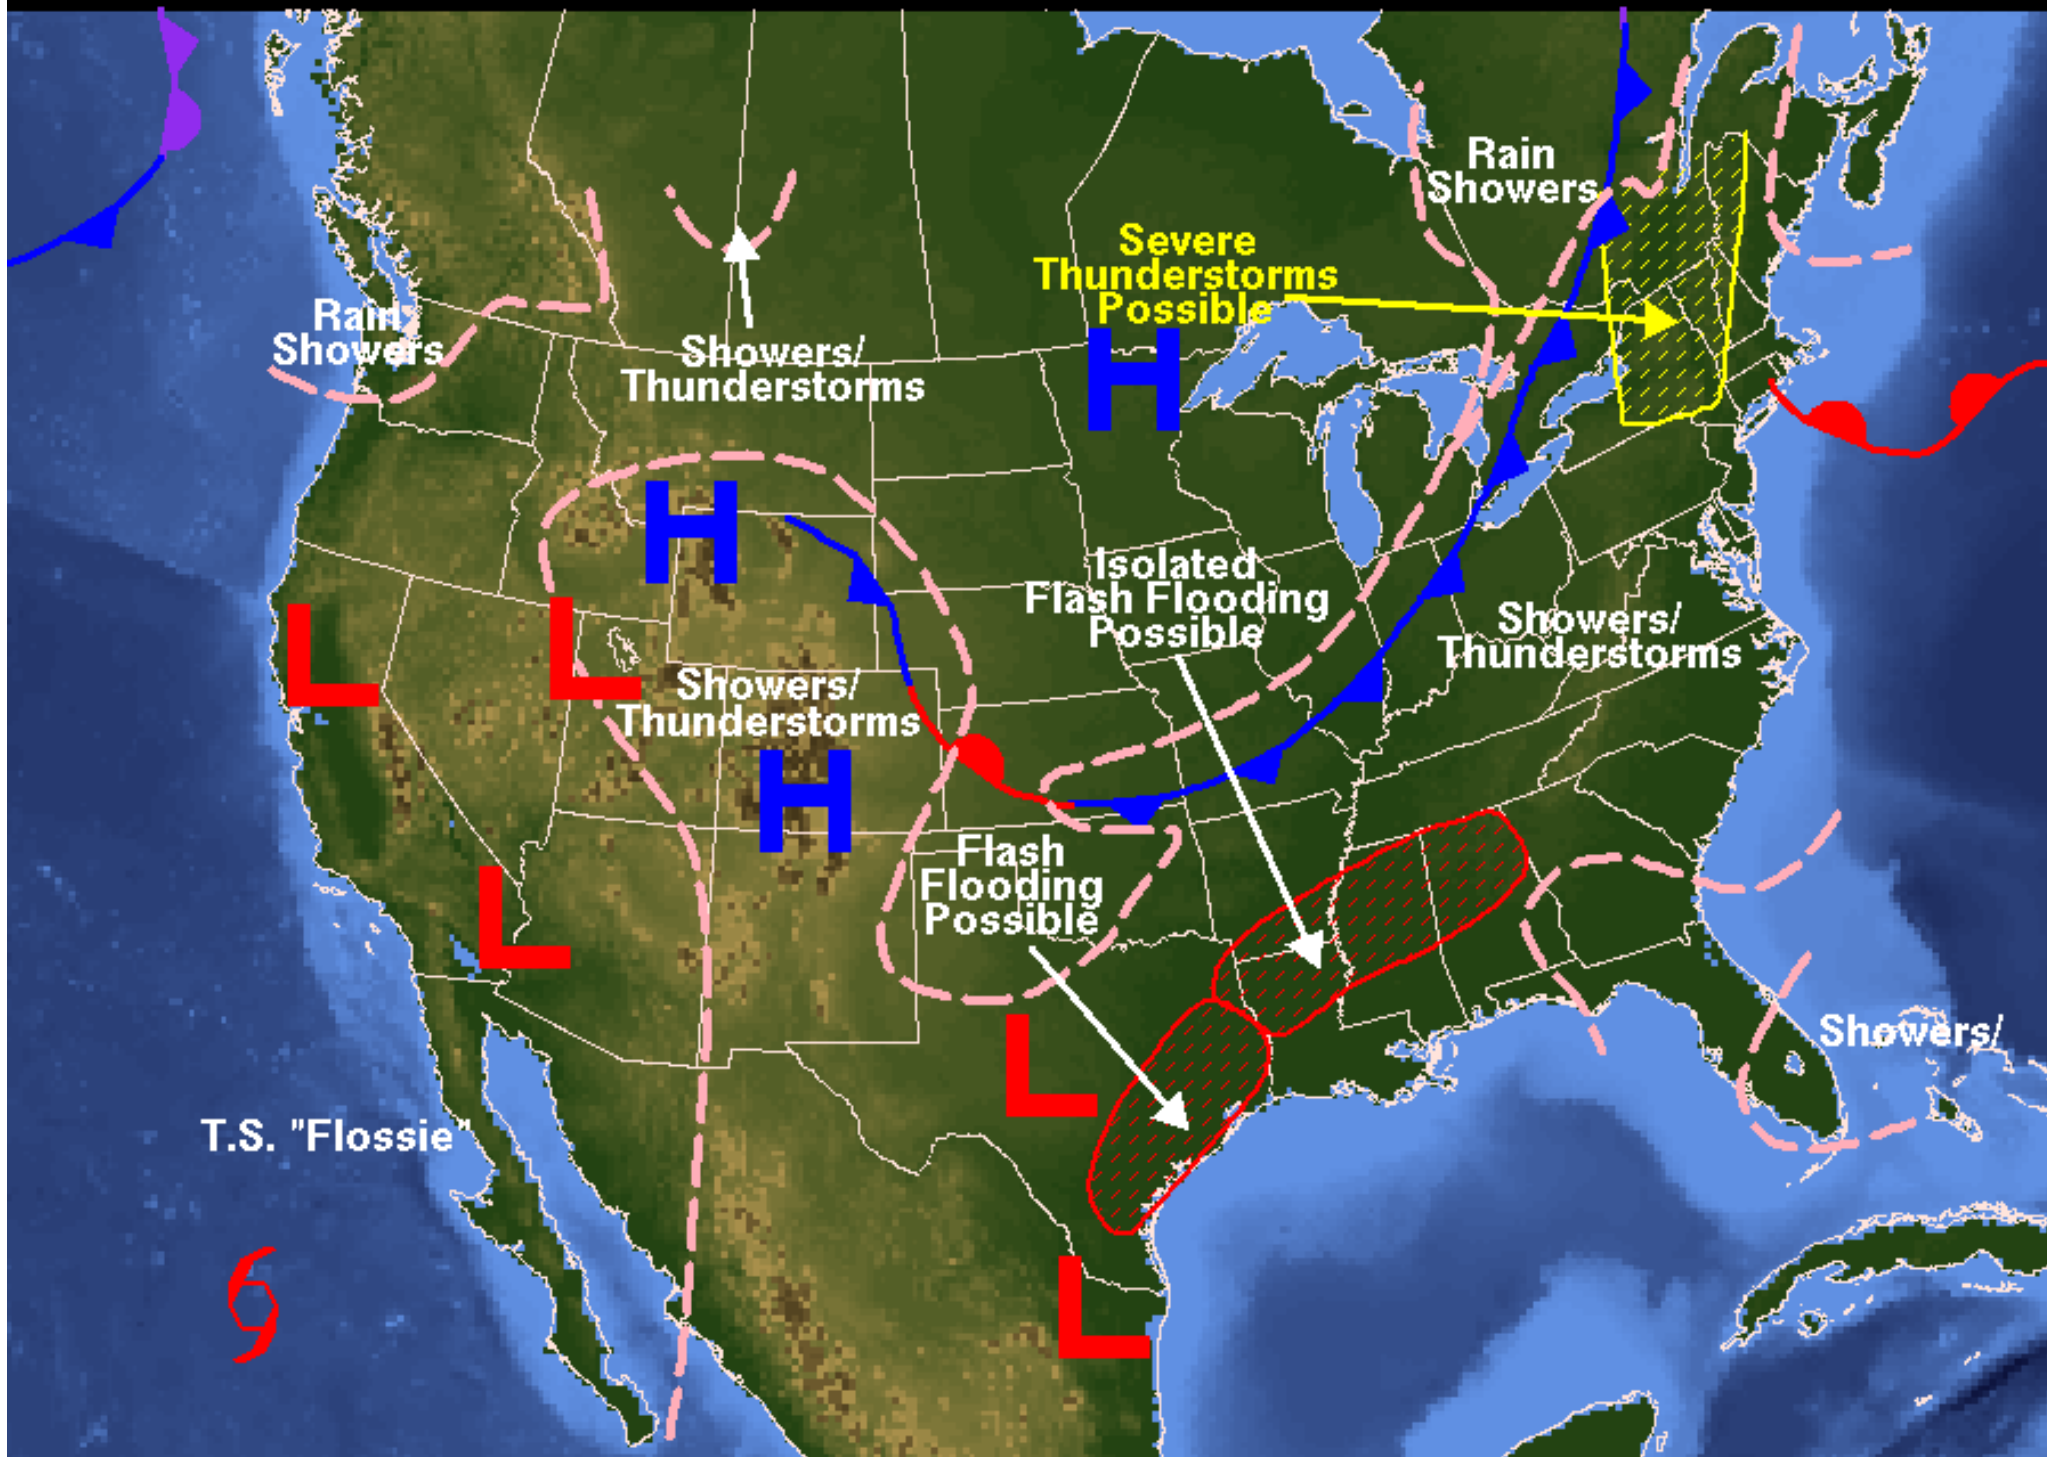 Rain
Showers
Severe
Thunderstorms
Possible
Rain
Showers
Showers/
Thunderstorms
H
H
Isolated
Flash Flooding
Possible
L
L
Showers/
Thunderstorms
Showers/
Thunderstorms
H
Flash
Flooding
Possible
L
L
Showers/
T.S. "Flossie"
L